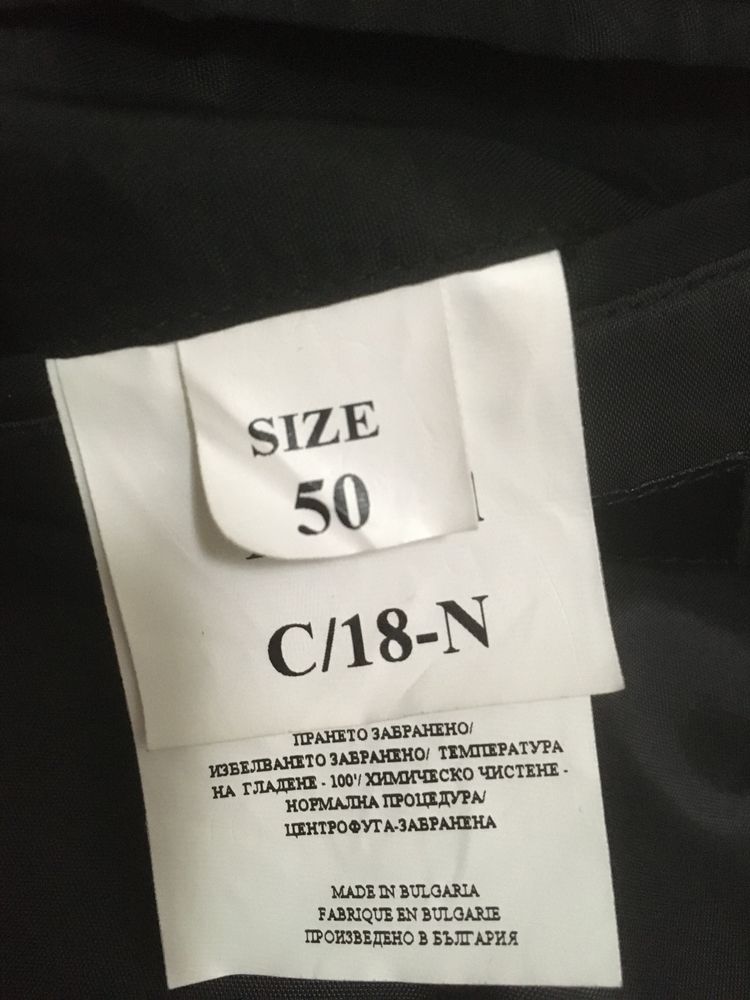 SIZE
50
C/18-N
ПРАНЕТО ЗАБРАНЕНО/
ИЗБЕЛВАНЕТО ЗАБРАНЕНО/ ТЕМПЕРАТУРА
НА ГЛАДЕНЕ - 100°/ ХИМИЧЕСКО ЧИСТЕНЕ -
НОРМАЛНА ПРОЦЕДУРА/
ЦЕНТРОФУГА-ЗАБРАНЕНА
MADE IN BULGARIA
FABRIQUE EN BULGARIE
ПРОИЗВЕДЕНО В БЪЛГАРИЯ